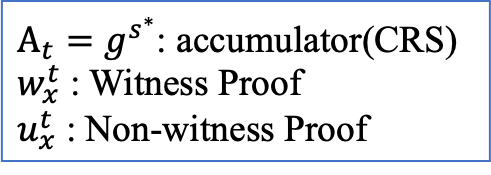 A_t = g^{s^*}: accumulator(CRS)
w_x^t : Witness Proof
u_x^t : Non-witness Proof